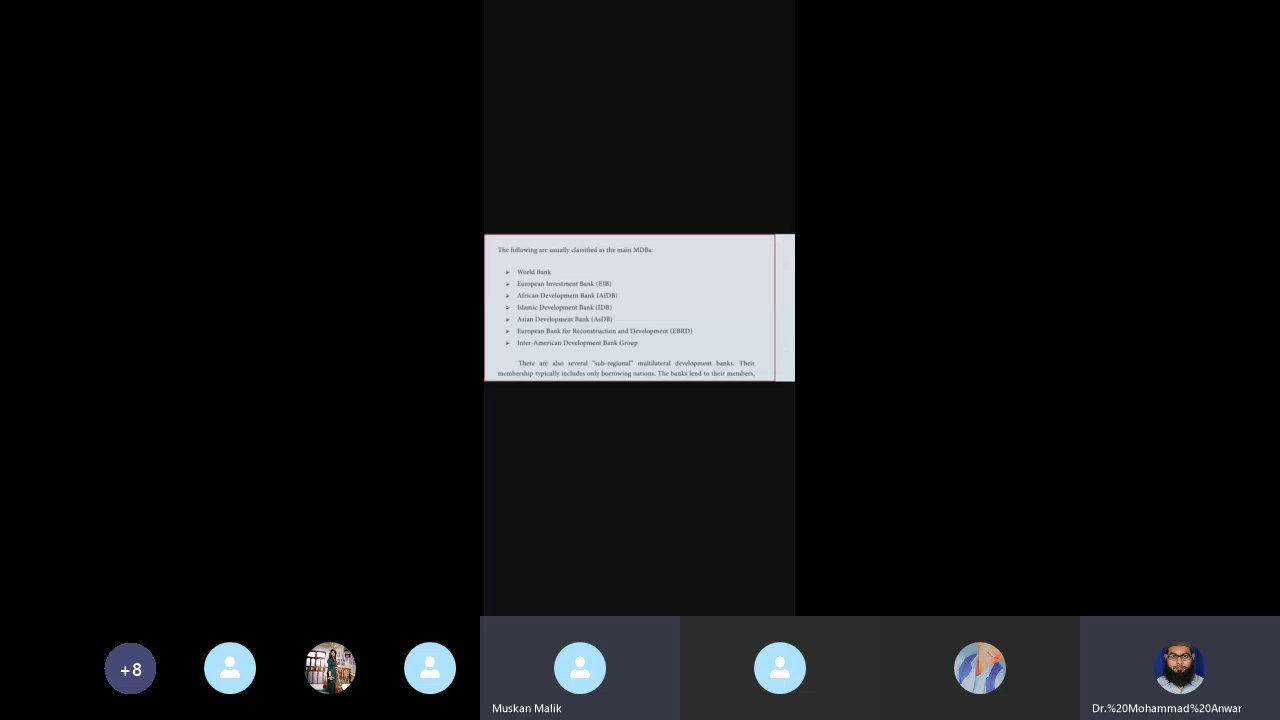 The following are usually classified as the main MDBs:
➢ World Bank
➢ European Investment Bank (EIB)
➢ African Development Bank (AfDB)
➢ Islamic Development Bank (IDB)
➢ Asian Development Bank (AsDB)
➢ European Bank for Reconstruction and Development (EBRD)
➢ Inter-American Development Bank Group
There are also several "sub-regional" multilateral development banks. Their
membership typically includes only borrowing nations. The banks lend to their members,
+8
Muskan Malik
Dr.%20Mohammad%20Anwar